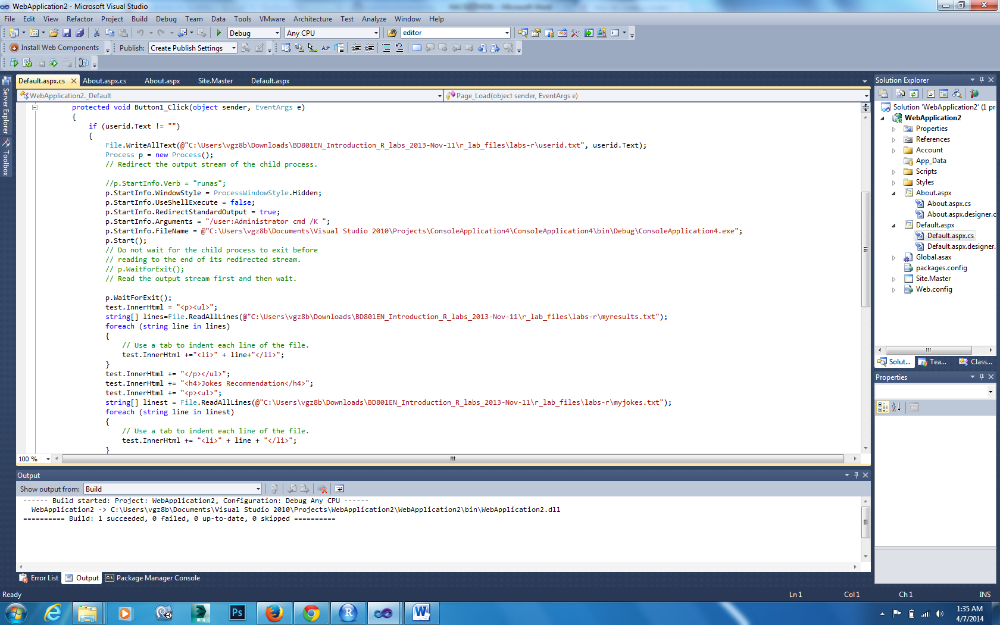 WebApplication2 - Microsoft Visual Studio
File Edit View Refactor Project Build Debug Team Data Tools VMware Architecture Test Analyze Window Help
Debug Any CPU editor
Install Web Components Publish: Create Publish Settings
Default.aspx.cs About.aspx.cs About.aspx Site.Master Default.aspx
WebApplication2._Default Page_Load(object sender, EventArgs e)
protected void Button1_Click(object sender, EventArgs e)
{
if (userid.Text != "")
{
File.WriteAllText(@"C:\Users\vgz8b\Downloads\BD801EN_Introduction_R_labs_2013-Nov-11\r_lab_files\labs-r\userid.txt", userid.Text);
Process p = new Process();
// Redirect the output stream of the child process.
//p.StartInfo.Verb = "runas";
p.StartInfo.WindowStyle = ProcessWindowStyle.Hidden;
p.StartInfo.UseShellExecute = false;
p.StartInfo.RedirectStandardOutput = true;
p.StartInfo.Arguments = "/user:Administrator cmd /K ";
p.StartInfo.FileName = @"C:\Users\vgz8b\Documents\Visual Studio 2010\Projects\ConsoleApplication4\ConsoleApplication4\bin\Debug\ConsoleApplication4.exe";
p.Start();
// Do not wait for the child process to exit before
// reading to the end of its redirected stream.
// p.WaitForExit();
// Read the output stream first and then wait.
p.WaitForExit();
test.InnerHtml = "<p><ul>";
string[] lines=File.ReadAllLines(@"C:\Users\vgz8b\Downloads\BD801EN_Introduction_R_labs_2013-Nov-11\r_lab_files\labs-r\myresults.txt");
foreach (string line in lines)
{
// Use a tab to indent each line of the file.
test.InnerHtml +="<li>" + line+"</li>";
}
test.InnerHtml += "</p></ul>";
test.InnerHtml += "<h4>Jokes Recommendation</h4>";
test.InnerHtml += "<p><ul>";
string[] linest = File.ReadAllLines(@"C:\Users\vgz8b\Downloads\BD801EN_Introduction_R_labs_2013-Nov-11\r_lab_files\labs-r\myjokes.txt");
foreach (string line in linest)
{
// Use a tab to indent each line of the file.
test.InnerHtml += "<li>" + line + "</li>";
}
100 %
Server Explorer
Toolbox
Solution Explorer
Solution 'WebApplication2' (1 pr
WebApplication2
Properties
References
Account
App_Data
Scripts
Styles
About.aspx
About.aspx.cs
About.aspx.designer.c
Default.aspx
Default.aspx.cs
Default.aspx.designer.
Global.asax
packages.config
Site.Master
Web.config
Solut... Tea... Class...
Properties
Output
Show output from: Build
------ Build started: Project: WebApplication2, Configuration: Debug Any CPU ------
WebApplication2 -> C:\Users\vgz8b\Documents\Visual Studio 2010\Projects\WebApplication2\WebApplication2\bin\WebApplication2.dll
========== Build: 1 succeeded, 0 failed, 0 up-to-date, 0 skipped ==========
Error List Output Package Manager Console
Ready Ln 1 Col 1 Ch 1 INS
MAX Ps R W
1:35 AM
4/7/2014